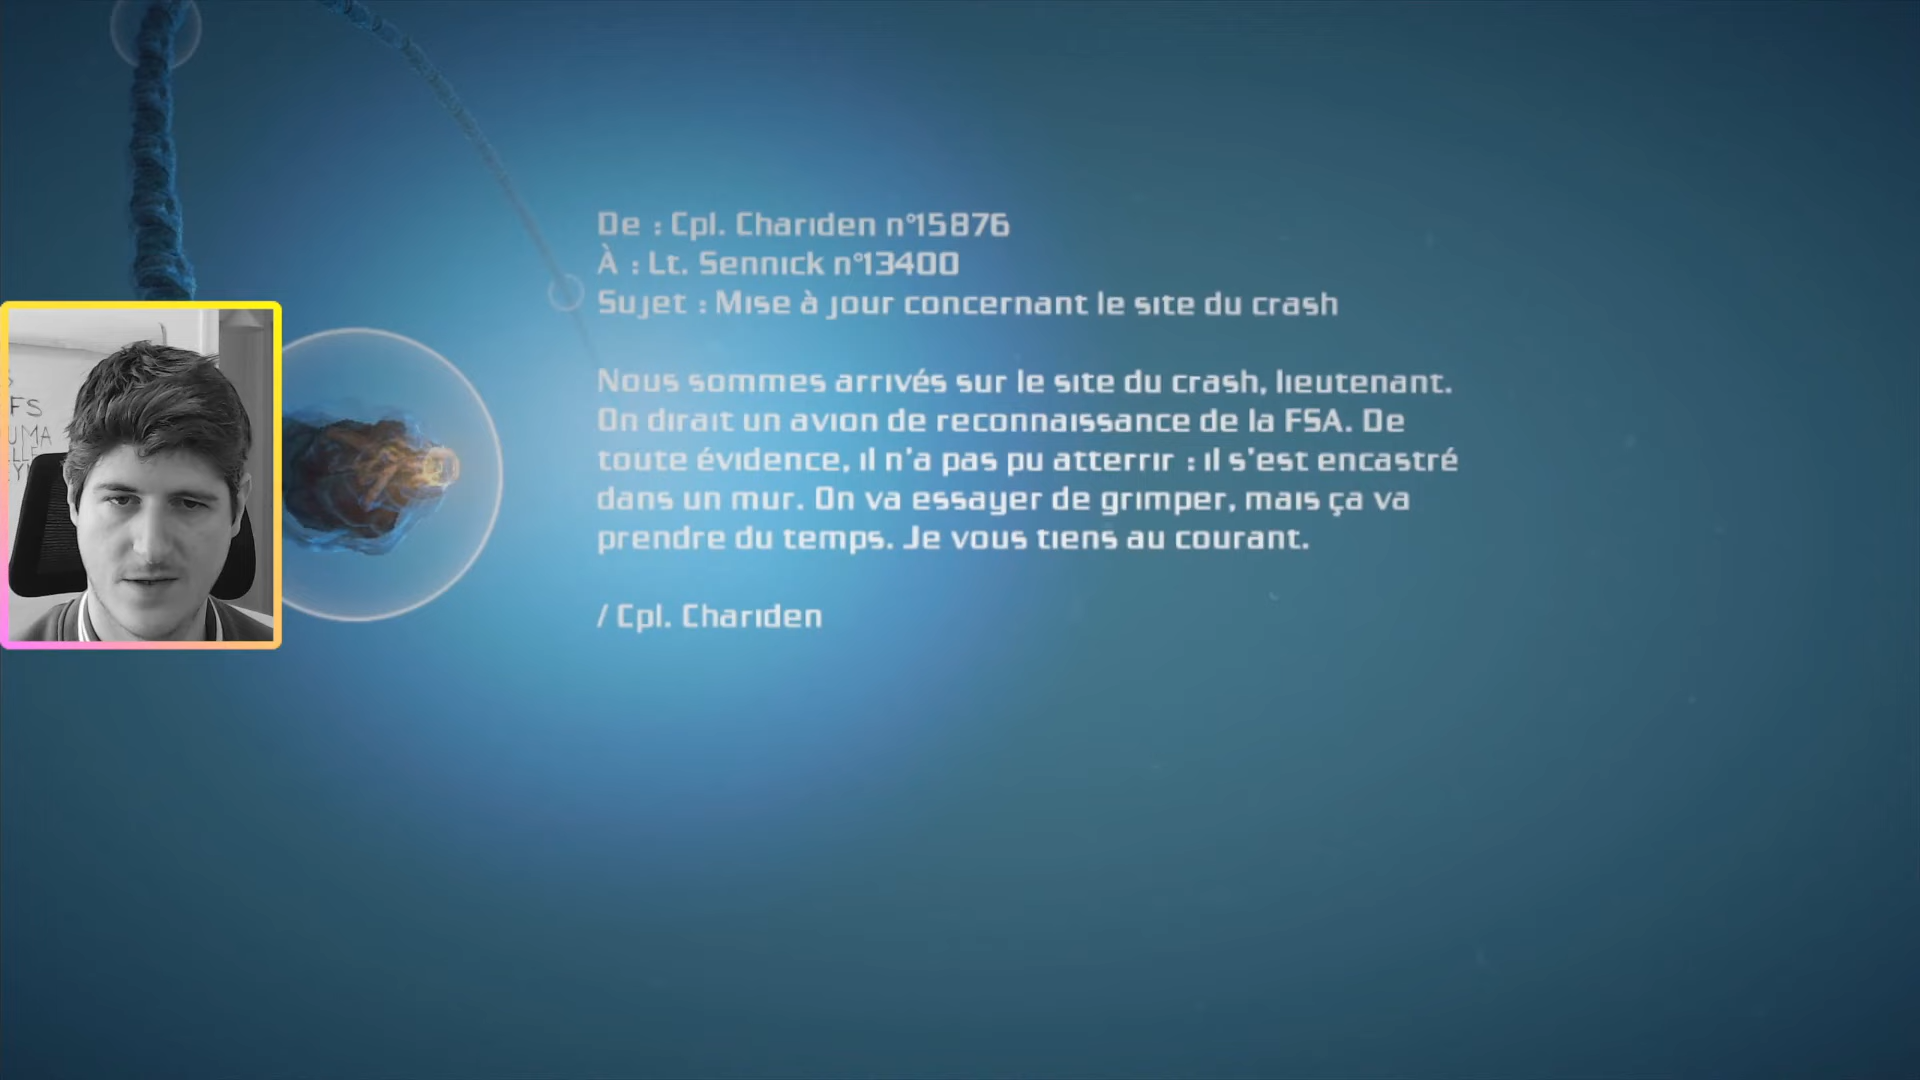 De : Cpl. Chariden n°15876
À : Lt. Sennick n°13400
Sujet : Mise à jour concernant le site du crash
Nous sommes arrivés sur le site du crash, lieutenant.
On dirait un avion de reconnaissance de la FSA. De
toute évidence, il n'a pas pu atterrir : il s'est encastré
dans un mur. On va essayer de grimper, mais ça va
prendre du temps. Je vous tiens au courant.
/ Cpl. Chariden